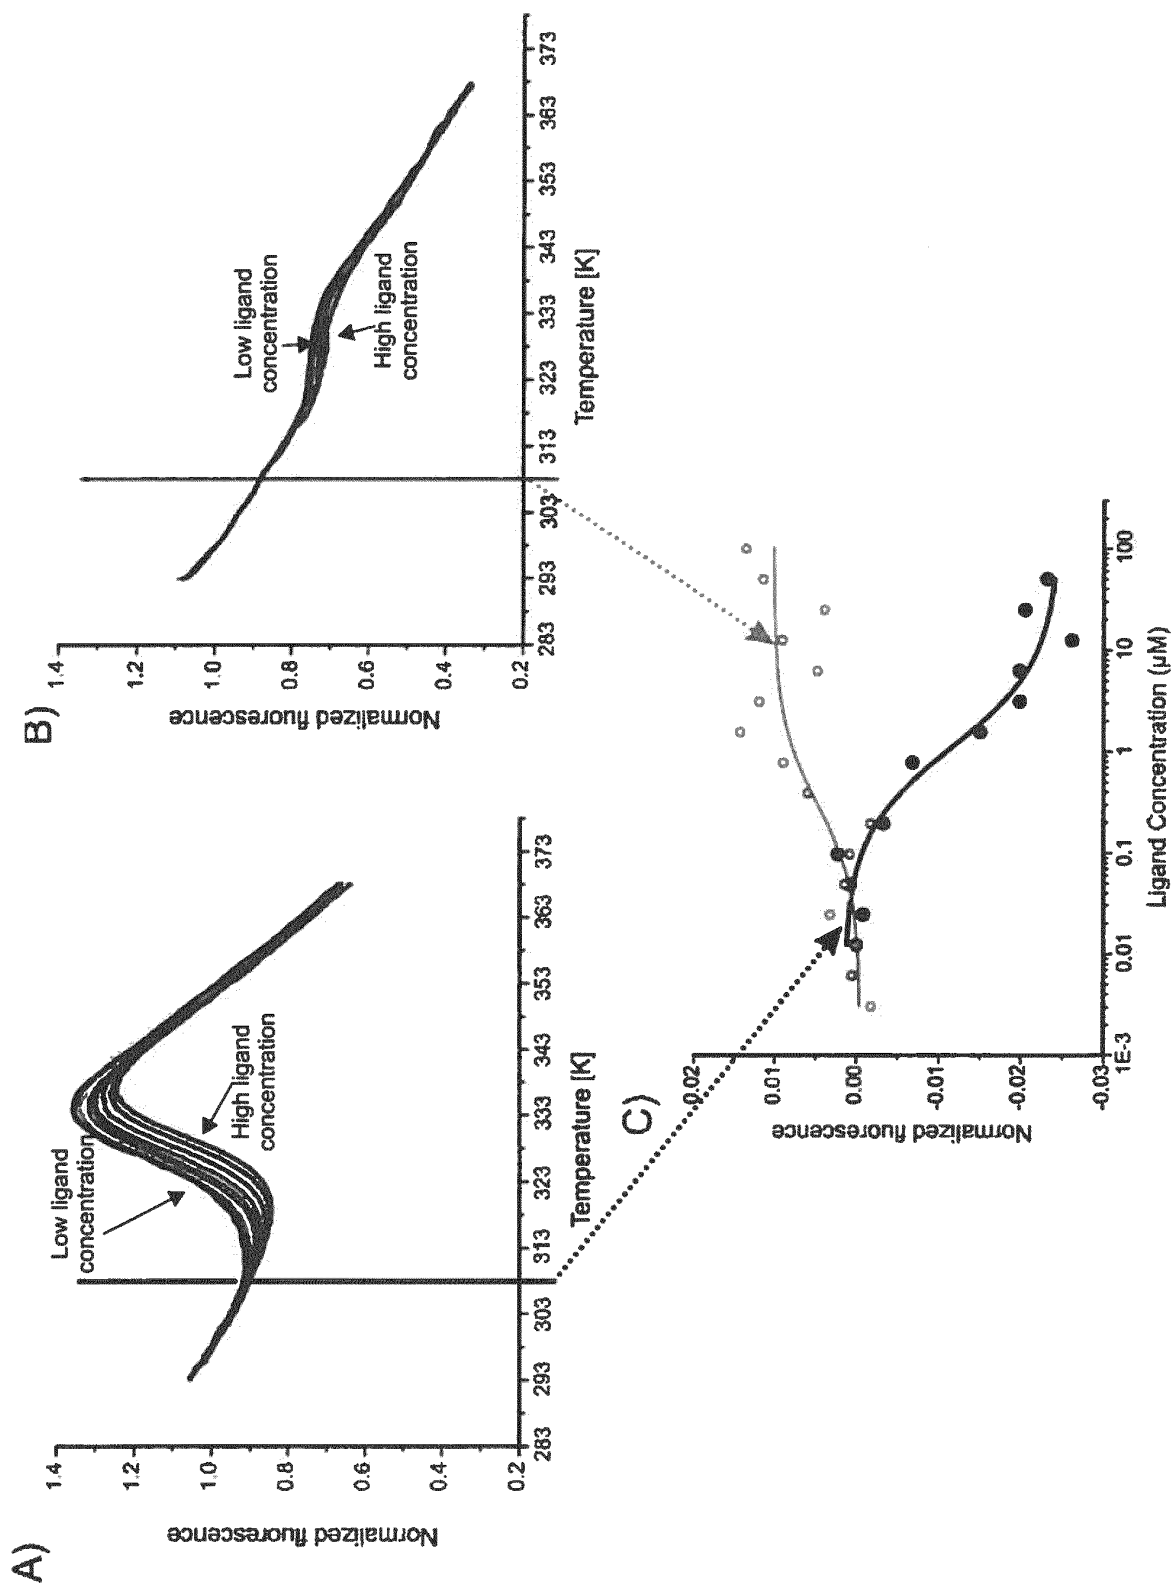 A)
Normalized fluorescence
1.4
1.2
1.0
0.8
0.6
0.4
0.2
283
293
303
313
323
333
343
353
363
373
Temperature [K]
Low ligand
concentration
High ligand
concentration
B)
Normalized fluorescence
1.4
1.2
1.0
0.8
0.6
0.4
0.2
283
293
303
313
323
333
343
353
363
373
Temperature [K]
Low ligand
concentration
High ligand
concentration
C)
Normalized fluorescence
0.02
0.01
0.00
-0.01
-0.02
-0.03
1E-3
0.01
0.1
1
10
100
Ligand Concentration (µM)